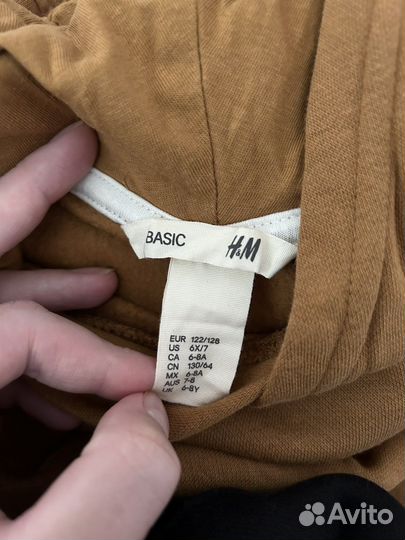 BASIC H&M
EUR 122/128
US 6X/7
CA 6-8A
CN 130/64
MX 6-8A
AUS 7-8
UK 6-8Y
Avito